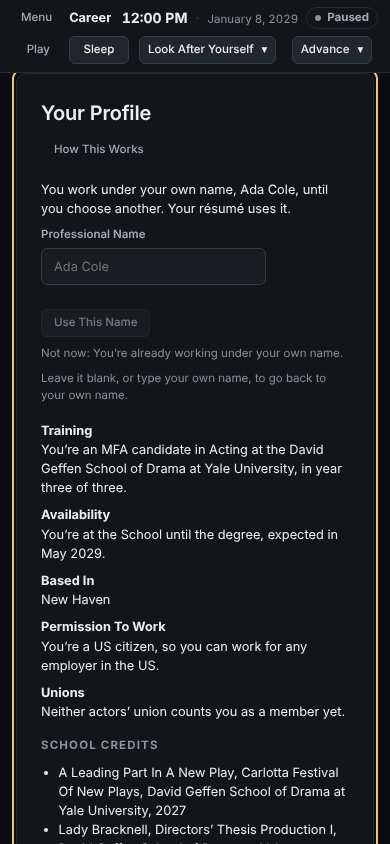 Menu Career 12:00 PM · January 8, 2029 Paused
Play Sleep Look After Yourself ▾ Advance ▾
Your Profile
How This Works
You work under your own name, Ada Cole, until
you choose another. Your résumé uses it.
Professional Name
Ada Cole
Use This Name
Not now: You're already working under your own name.
Leave it blank, or type your own name, to go back to
your own name.
Training
You're an MFA candidate in Acting at the David
Geffen School of Drama at Yale University, in year
three of three.
Availability
You're at the School until the degree, expected in
May 2029.
Based In
New Haven
Permission To Work
You're a US citizen, so you can work for any
employer in the US.
Unions
Neither actors' union counts you as a member yet.
SCHOOL CREDITS
• A Leading Part In A New Play, Carlotta Festival
Of New Plays, David Geffen School of Drama at
Yale University, 2027
• Lady Bracknell, Directors' Thesis Production I,